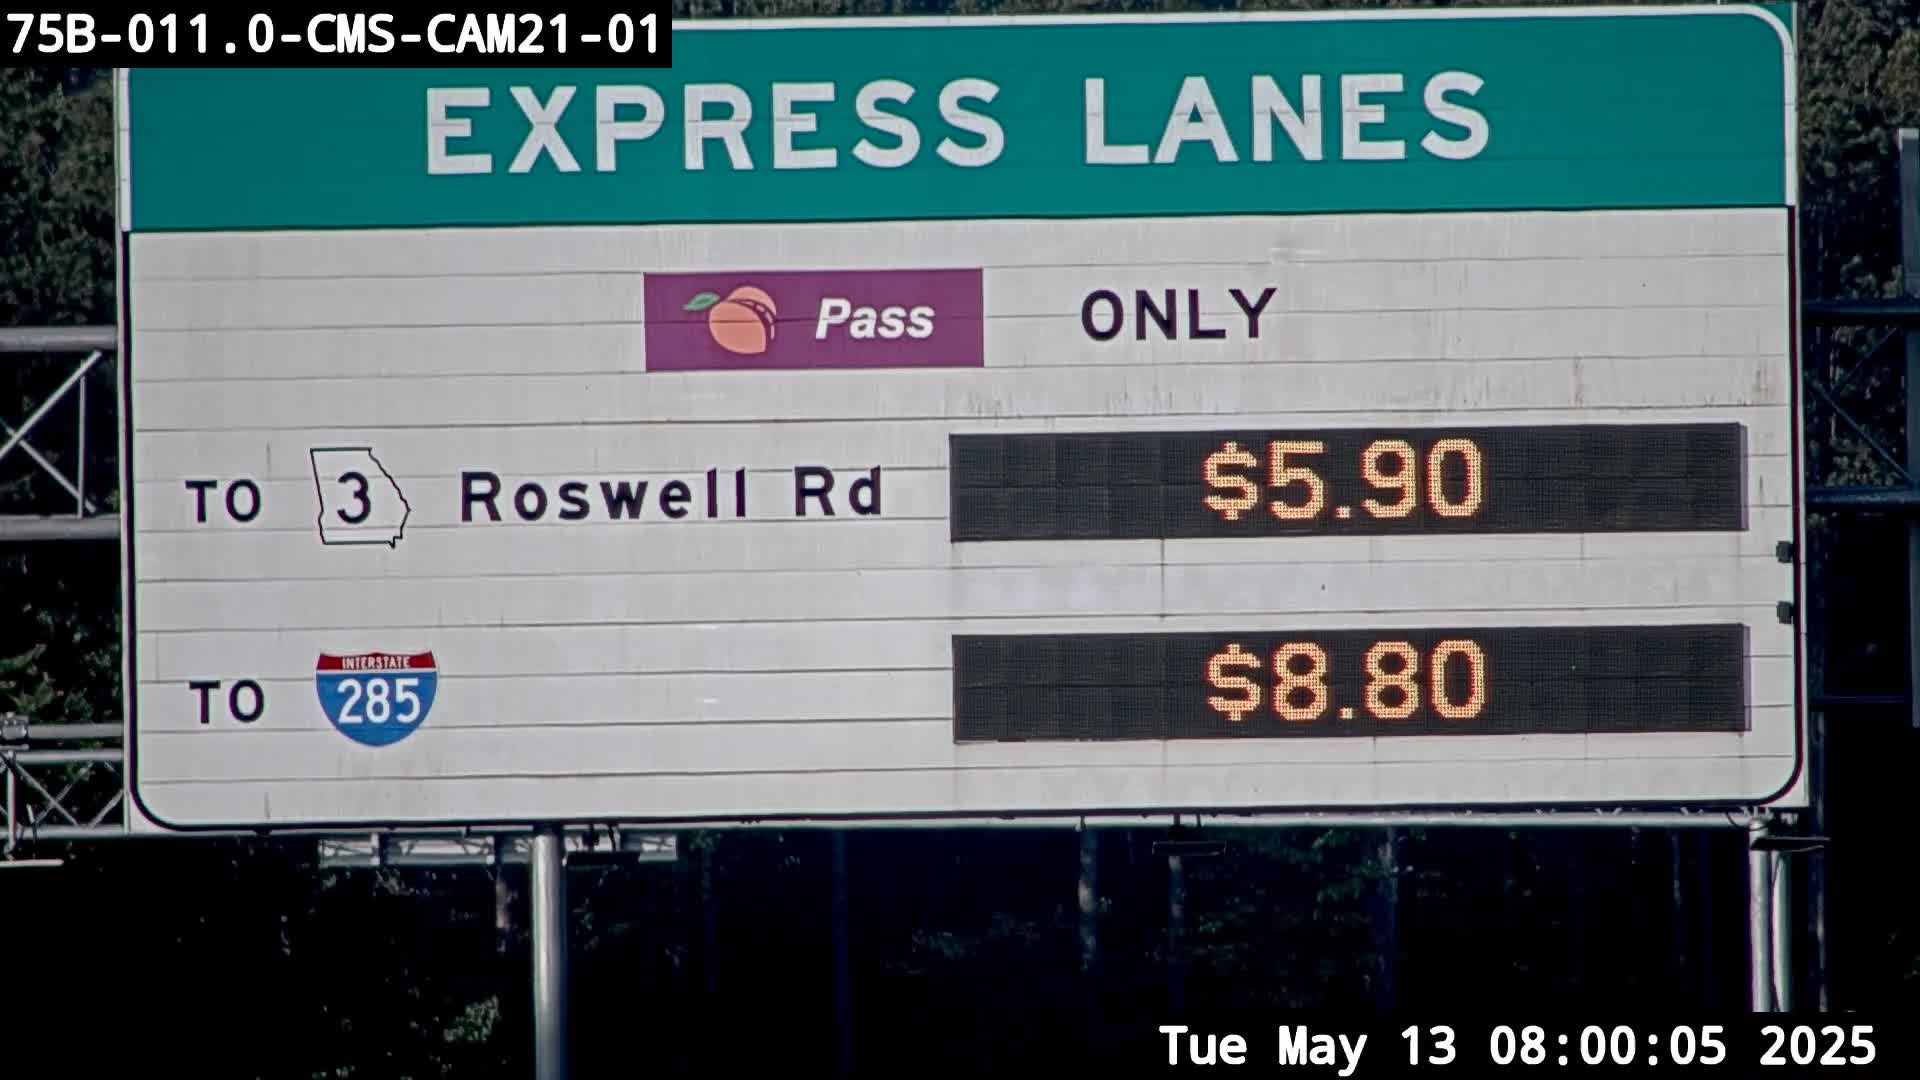 75B-011.0-CMS-CAM21-01
EXPRESS LANES
Pass ONLY
TO 3 Roswell Rd $5.90
TO INTERSTATE 285 $8.80
Tue May 13 08:00:05 2025